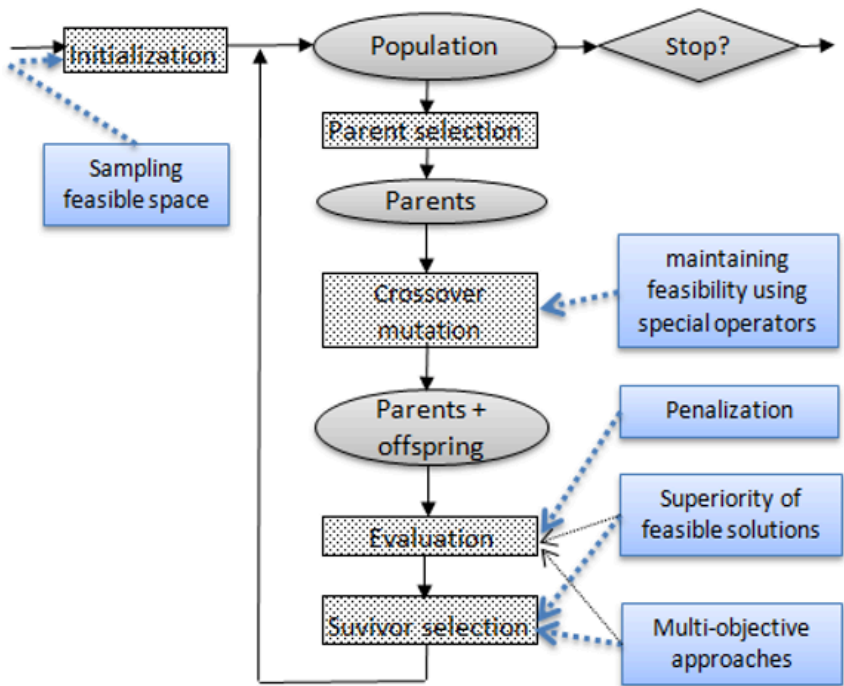 Initialization
Population
Stop?
Parent selection
Sampling
feasible space
Parents
Crossover
mutation
maintaining
feasibility using
special operators
Parents +
offspring
Penalization
Evaluation
Superiority of
feasible solutions
Suvivor selection
Multi-objective
approaches